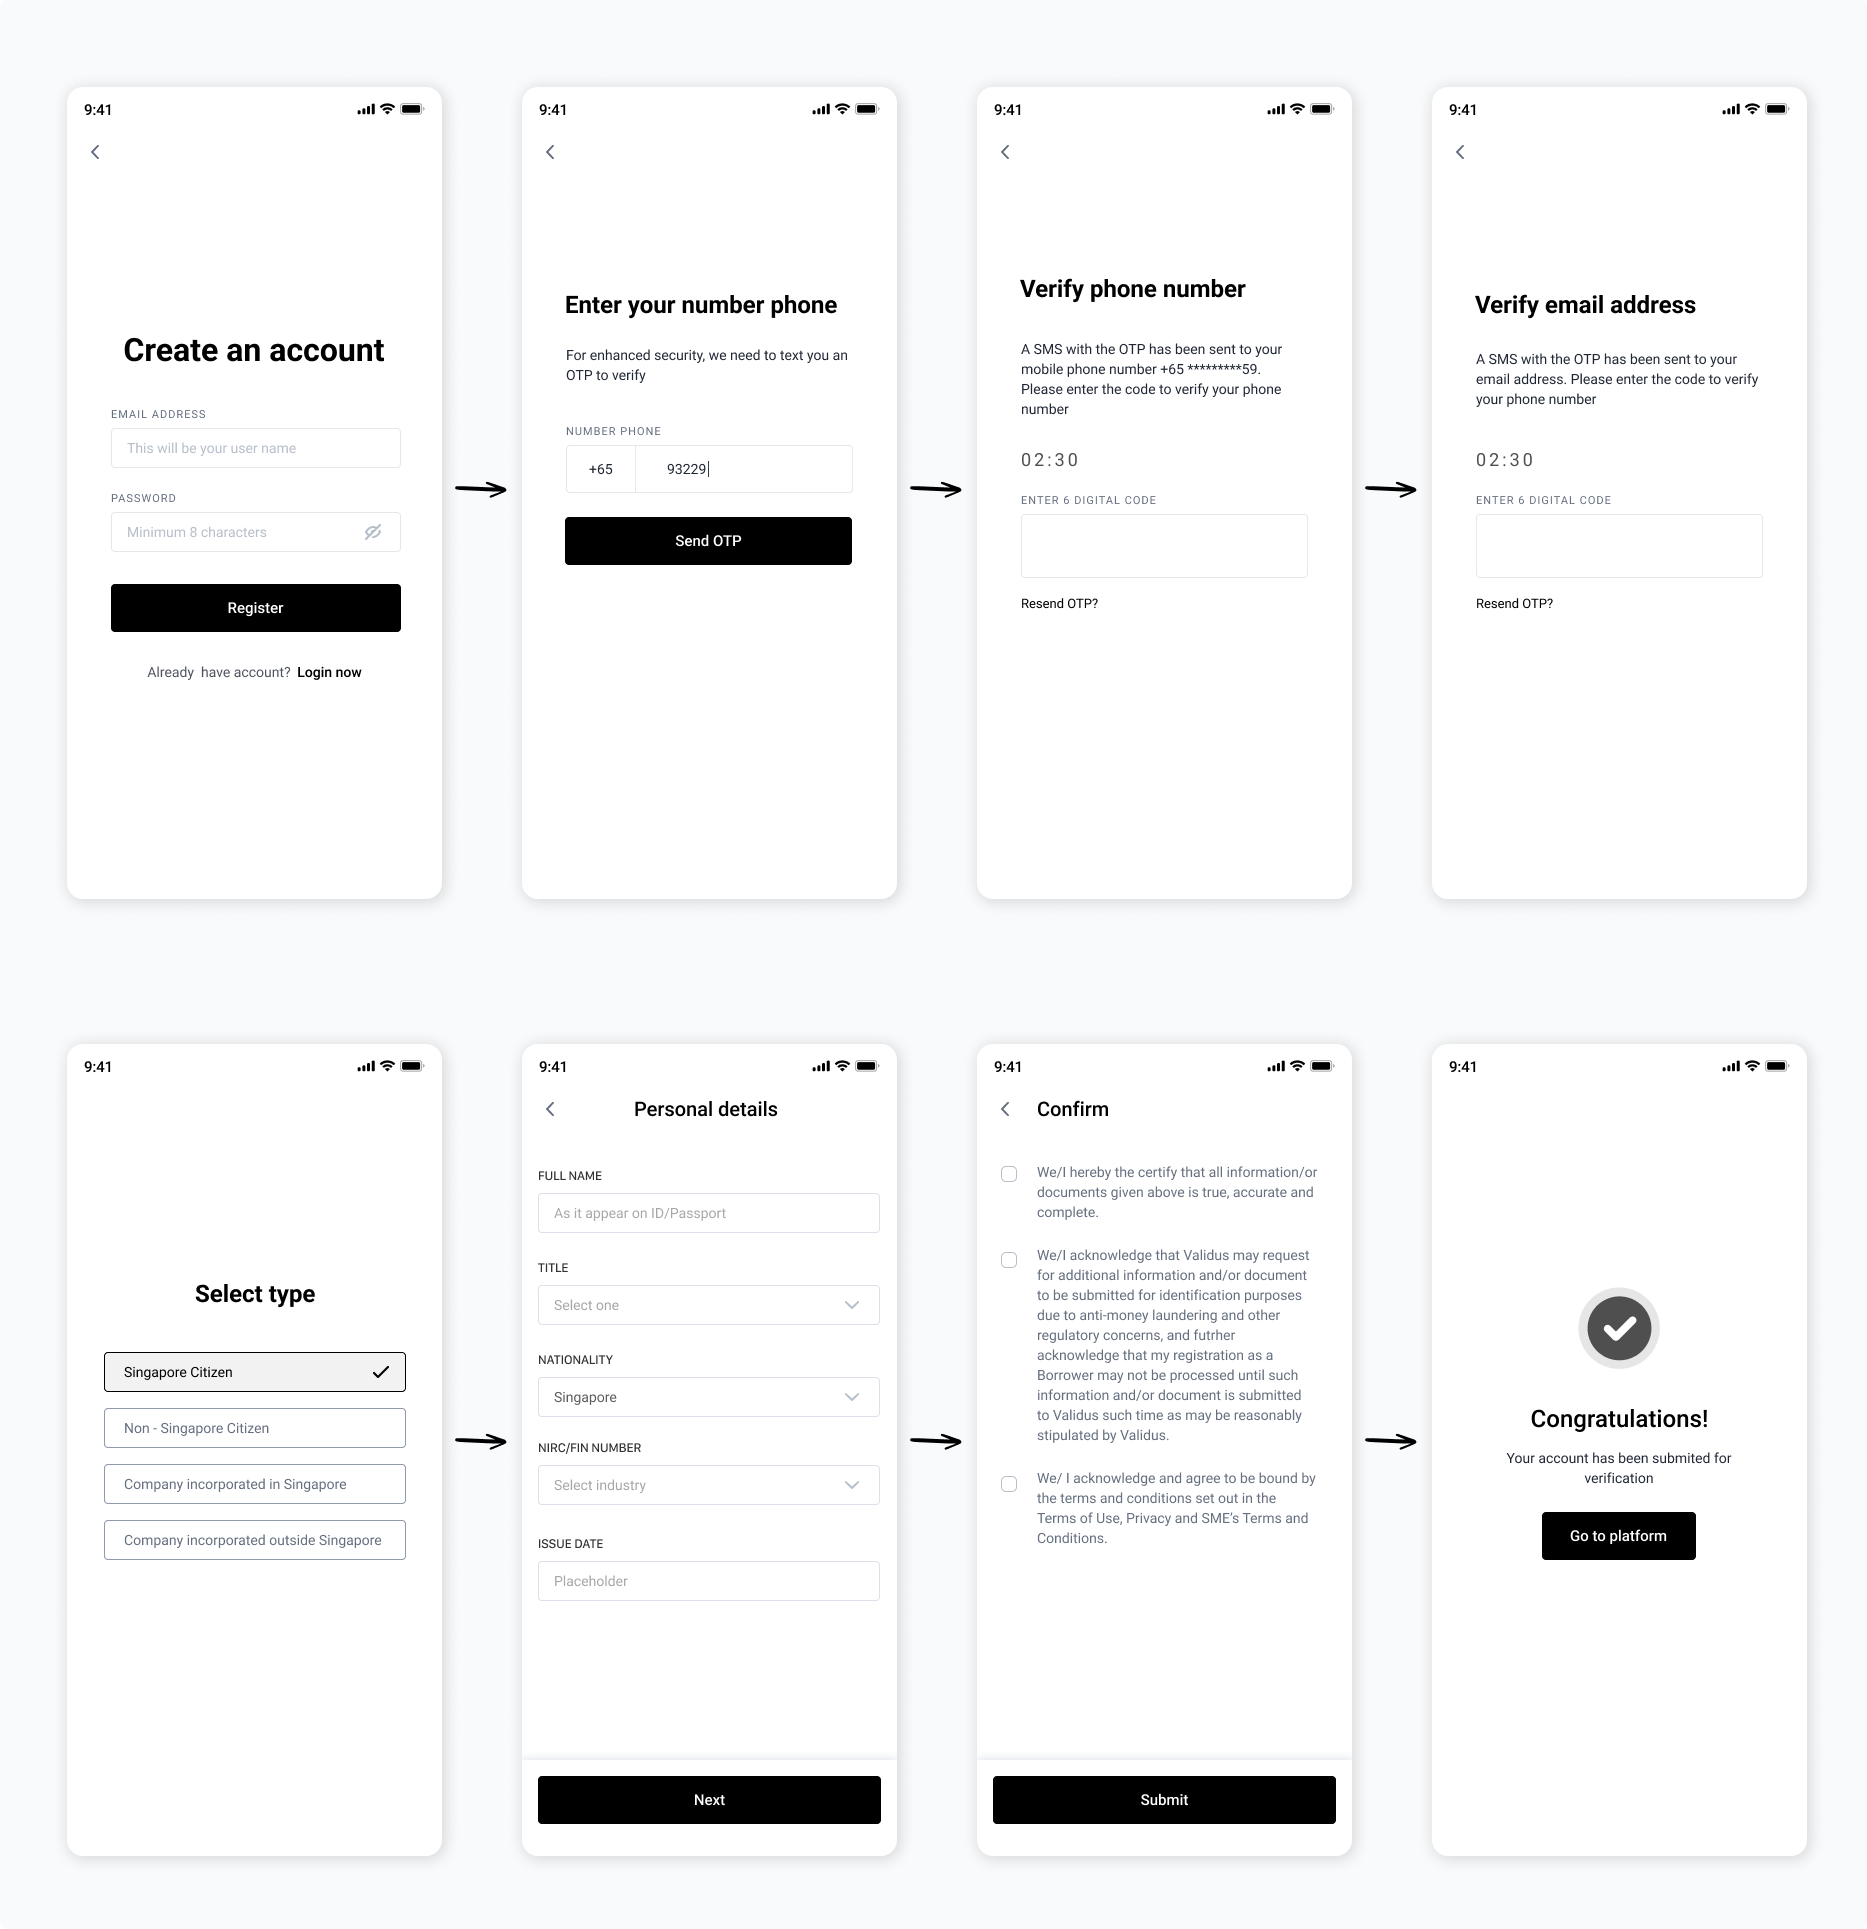 9:41
Create an account
EMAIL ADDRESS
This will be your user name
PASSWORD
Minimum 8 characters
Register
Already  have account?  Login now
9:41
Enter your number phone
For enhanced security, we need to text you an
OTP to verify
NUMBER PHONE
+65
93229
Send OTP
9:41
Verify phone number
A SMS with the OTP has been sent to your
mobile phone number +65 *********59.
Please enter the code to verify your phone
number
02:30
ENTER 6 DIGITAL CODE
Resend OTP?
9:41
Verify email address
A SMS with the OTP has been sent to your
email address. Please enter the code to verify
your phone number
02:30
ENTER 6 DIGITAL CODE
Resend OTP?
9:41
Select type
Singapore Citizen
Non - Singapore Citizen
Company incorporated in Singapore
Company incorporated outside Singapore
9:41
Personal details
FULL NAME
As it appear on ID/Passport
TITLE
Select one
NATIONALITY
Singapore
NIRC/FIN NUMBER
Select industry
ISSUE DATE
Placeholder
Next
9:41
Confirm
We/I hereby the certify that all information/or
documents given above is true, accurate and
complete.
We/I acknowledge that Validus may request
for additional information and/or document
to be submitted for identification purposes
due to anti-money laundering and other
regulatory concerns, and futrher
acknowledge that my registration as a
Borrower may not be processed until such
information and/or document is submitted
to Validus such time as may be reasonably
stipulated by Validus.
We/ I acknowledge and agree to be bound by
the terms and conditions set out in the
Terms of Use, Privacy and SME's Terms and
Conditions.
Submit
9:41
Congratulations!
Your account has been submited for
verification
Go to platform